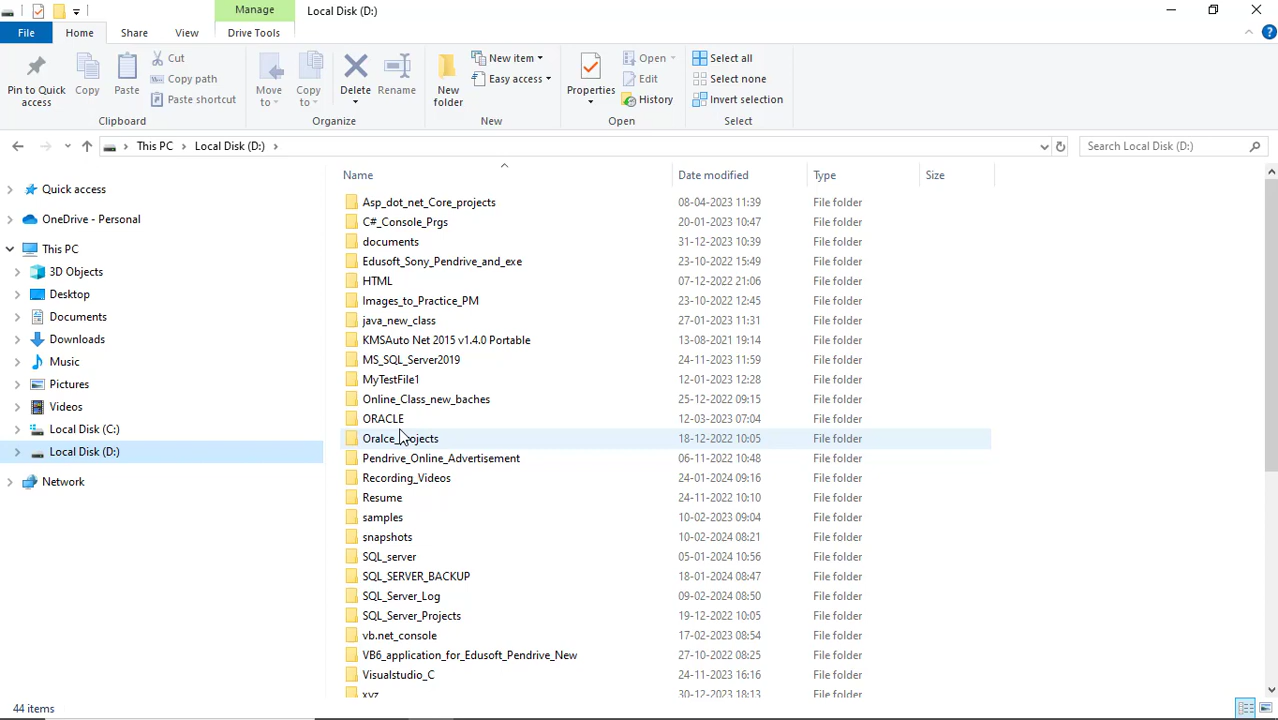 Manage Local Disk (D:)
File Home Share View Drive Tools
Pin to Quick access
Copy
Paste
Cut
Copy path
Paste shortcut
Clipboard
Move to
Copy to
Delete
Rename
Organize
New folder
New item
Easy access
New
Properties
Open
Edit
History
Open
Select all
Select none
Invert selection
Select
This PC Local Disk (D:)
Search Local Disk (D:)
Quick access
OneDrive - Personal
This PC
3D Objects
Desktop
Documents
Downloads
Music
Pictures
Videos
Local Disk (C:)
Local Disk (D:)
Network
Name Date modified Type Size
Asp_dot_net_Core_projects 08-04-2023 11:39 File folder
C#_Console_Prgs 20-01-2023 10:47 File folder
documents 31-12-2023 10:39 File folder
Edusoft_Sony_Pendrive_and_exe 23-10-2022 15:49 File folder
HTML 07-12-2022 21:06 File folder
Images_to_Practice_PM 23-10-2022 12:45 File folder
java_new_class 27-01-2023 11:31 File folder
KMSAuto Net 2015 v1.4.0 Portable 13-08-2021 19:14 File folder
MS_SQL_Server2019 24-11-2023 11:59 File folder
MyTestFile1 12-01-2023 12:28 File folder
Online_Class_new_baches 25-12-2022 09:15 File folder
ORACLE 12-03-2023 07:04 File folder
Oralce_Projects 18-12-2022 10:05 File folder
Pendrive_Online_Advertisement 06-11-2022 10:48 File folder
Recording_Videos 24-01-2024 09:16 File folder
Resume 24-11-2022 10:10 File folder
samples 10-02-2023 09:04 File folder
snapshots 10-02-2024 08:21 File folder
SQL_server 05-01-2024 10:56 File folder
SQL_SERVER_BACKUP 18-01-2024 08:47 File folder
SQL_Server_Log 09-02-2024 08:50 File folder
SQL_Server_Projects 19-12-2022 10:05 File folder
vb.net_console 17-02-2023 08:54 File folder
VB6_application_for_Edusoft_Pendrive_New 27-10-2022 08:25 File folder
Visualstudio_C 24-11-2023 16:16 File folder
xyz 30-12-2023 18:13 File folder
44 items